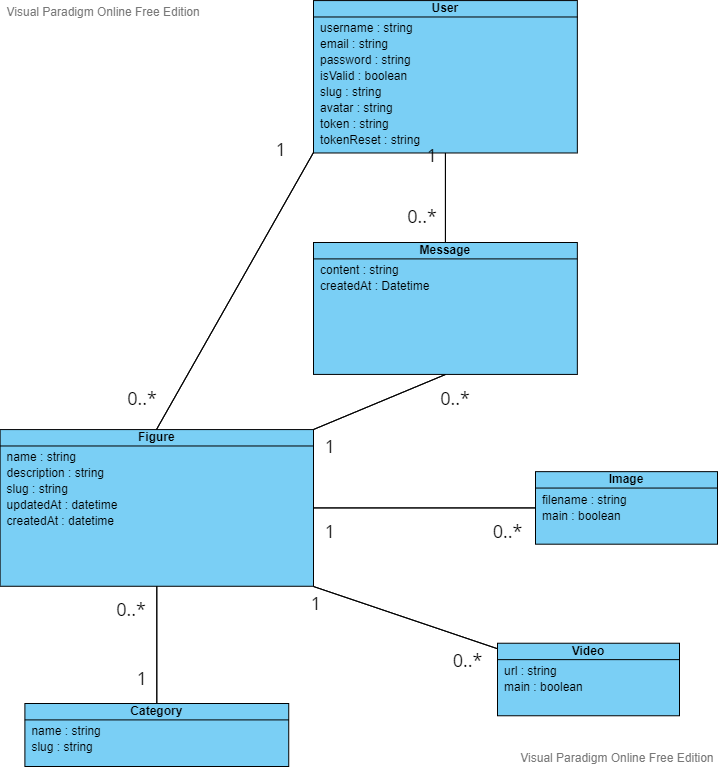 Visual Paradigm Online Free Edition
User
username : string
email : string
password : string
isValid : boolean
slug : string
avatar : string
token : string
tokenReset : string
1
1
0..*
Message
content : string
createdAt : Datetime
0..*
0..*
Figure
name : string
description : string
slug : string
updatedAt : datetime
createdAt : datetime
1
Image
filename : string
main : boolean
1
0..*
0..*
1
Video
url : string
main : boolean
0..*
1
Category
name : string
slug : string
Visual Paradigm Online Free Edition